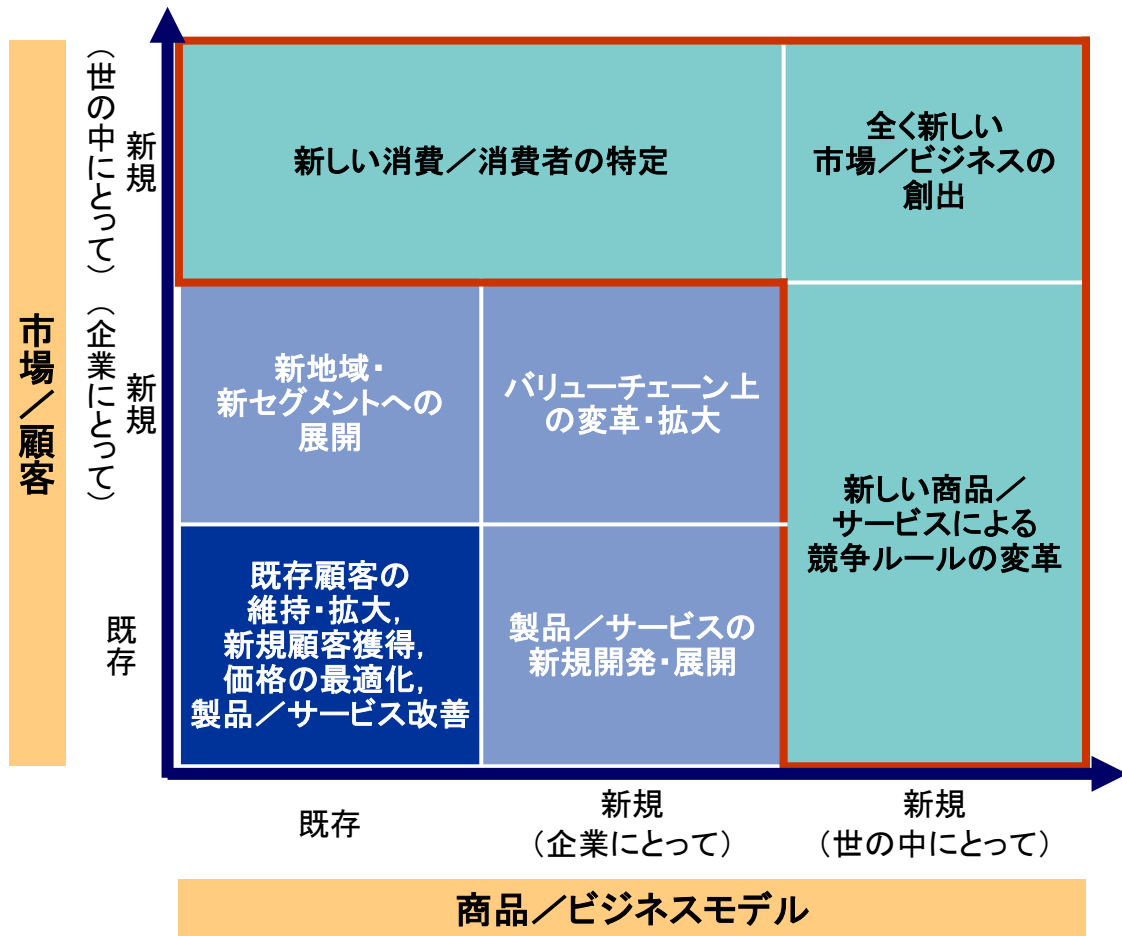 市場／顧客
新規
（世の中にとって）
新規
（企業にとって）
既存
新しい消費／消費者の特定
全く新しい
市場／ビジネスの
創出
新地域・
新セグメントへの
展開
バリューチェーン上
の変革・拡大
新しい商品／
サービスによる
競争ルールの変革
既存顧客の
維持・拡大，
新規顧客獲得，
価格の最適化，
製品／サービス改善
製品／サービスの
新規開発・展開
既存
新規
（企業にとって）
新規
（世の中にとって）
商品／ビジネスモデル